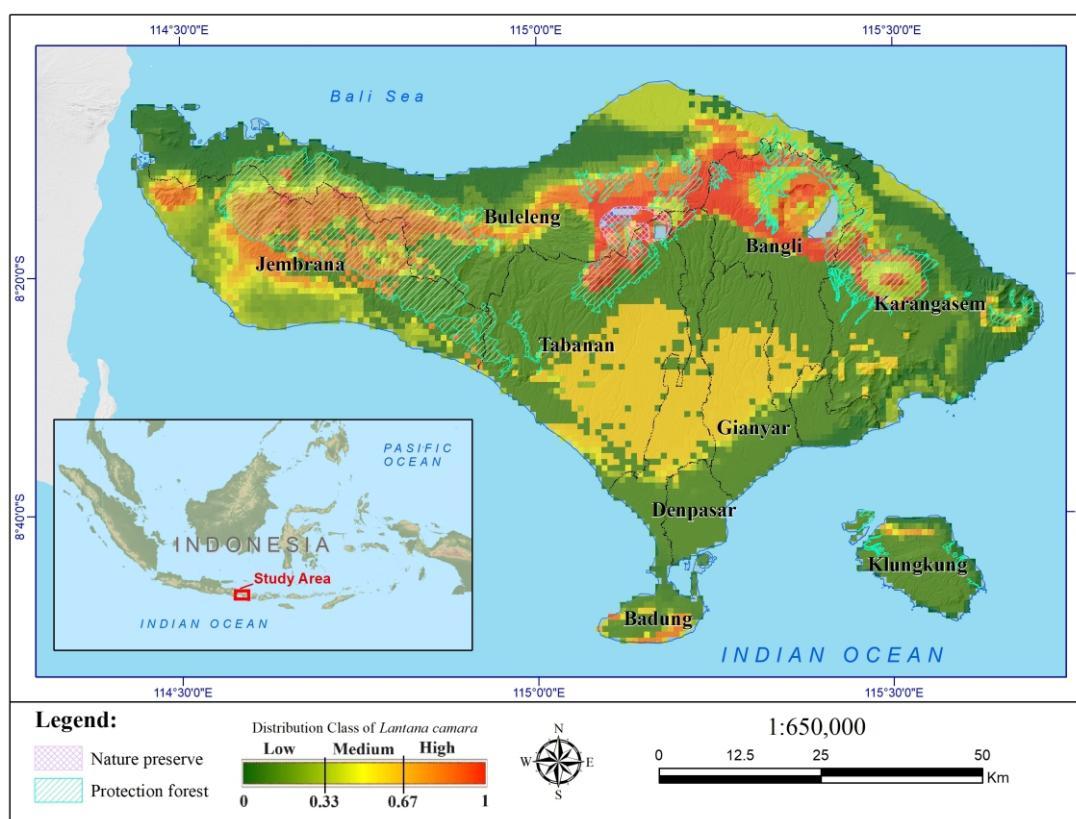 114°30'0"E 115°0'0"E 115°30'0"E
Bali Sea
Buleleng
Bangli
Jembrana
8°20'0"S
Karangasem
Tabanan
Gianyar
PASIFIC
OCEAN
8°40'0"S
Denpasar
INDONESIA
Klungkung
Study Area
Badung
INDIAN OCEAN
INDIAN OCEAN
114°30'0"E 115°0'0"E 115°30'0"E
Legend:
Nature preserve
Protection forest
Distribution Class of Lantana camara
Low Medium High
0 0.33 0.67 1
N
W E
S
1:650,000
0 12.5 25 50
Km